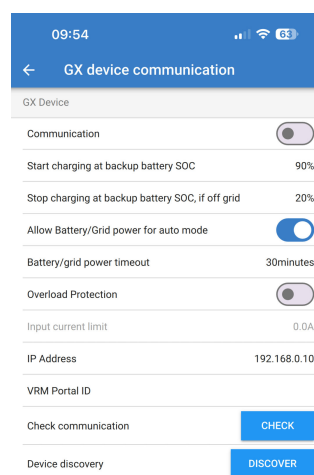 09:54
63
GX device communication
GX Device
Communication
Start charging at backup battery SOC 90%
Stop charging at backup battery SOC, if off grid 20%
Allow Battery/Grid power for auto mode
Battery/grid power timeout 30minutes
Overload Protection
Input current limit 0.0A
IP Address 192.168.0.10
VRM Portal ID
Check communication CHECK
Device discovery DISCOVER